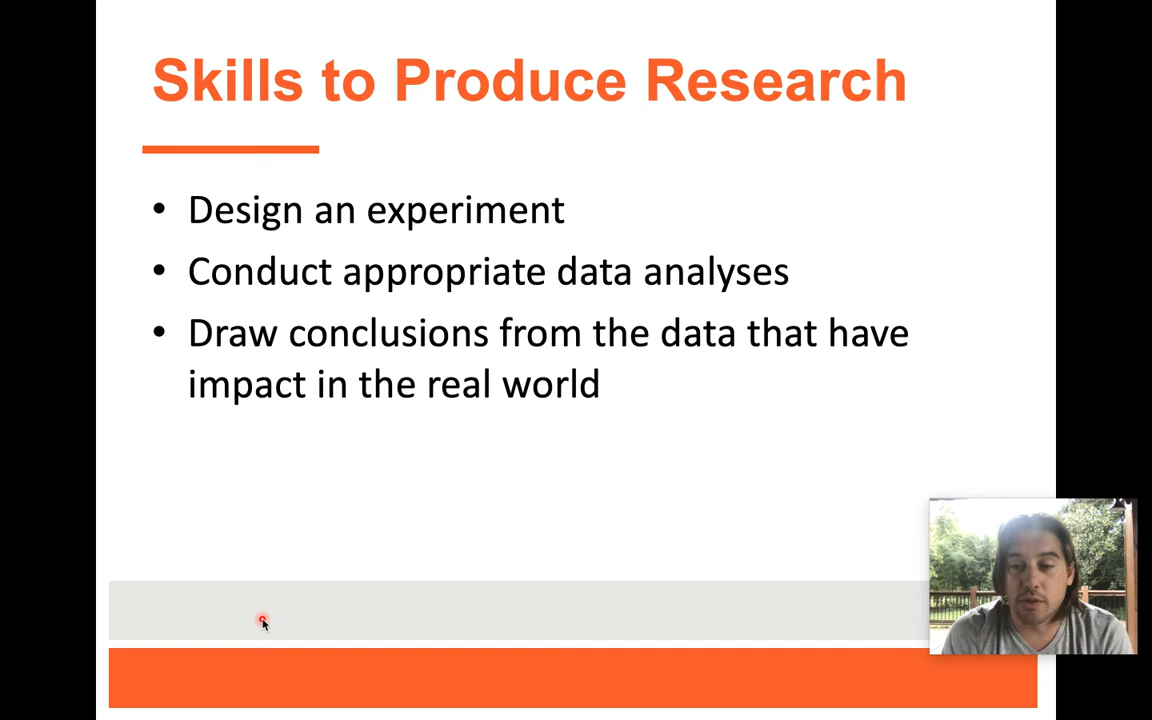 Skills to Produce Research
• Design an experiment
• Conduct appropriate data analyses
• Draw conclusions from the data that have
impact in the real world